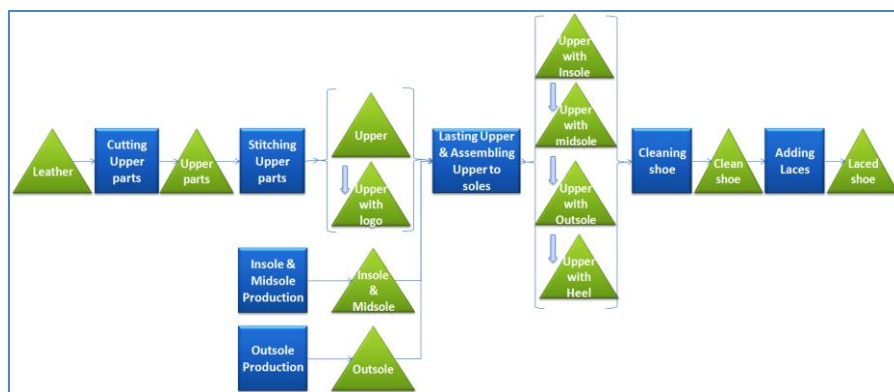 Leather
Cutting
Upper
parts
Upper
parts
Stitching
Upper
parts
Upper
Upper
with
logo
Insole &
Midsole
Production
Insole
&
Midsole
Outsole
Production
Outsole
Lasting Upper
& Assembling
Upper to
soles
Upper
with
Insole
Upper
with
midsole
Upper
with
Outsole
Upper
with
Heel
Cleaning
shoe
Clean
shoe
Adding
Laces
Laced
shoe